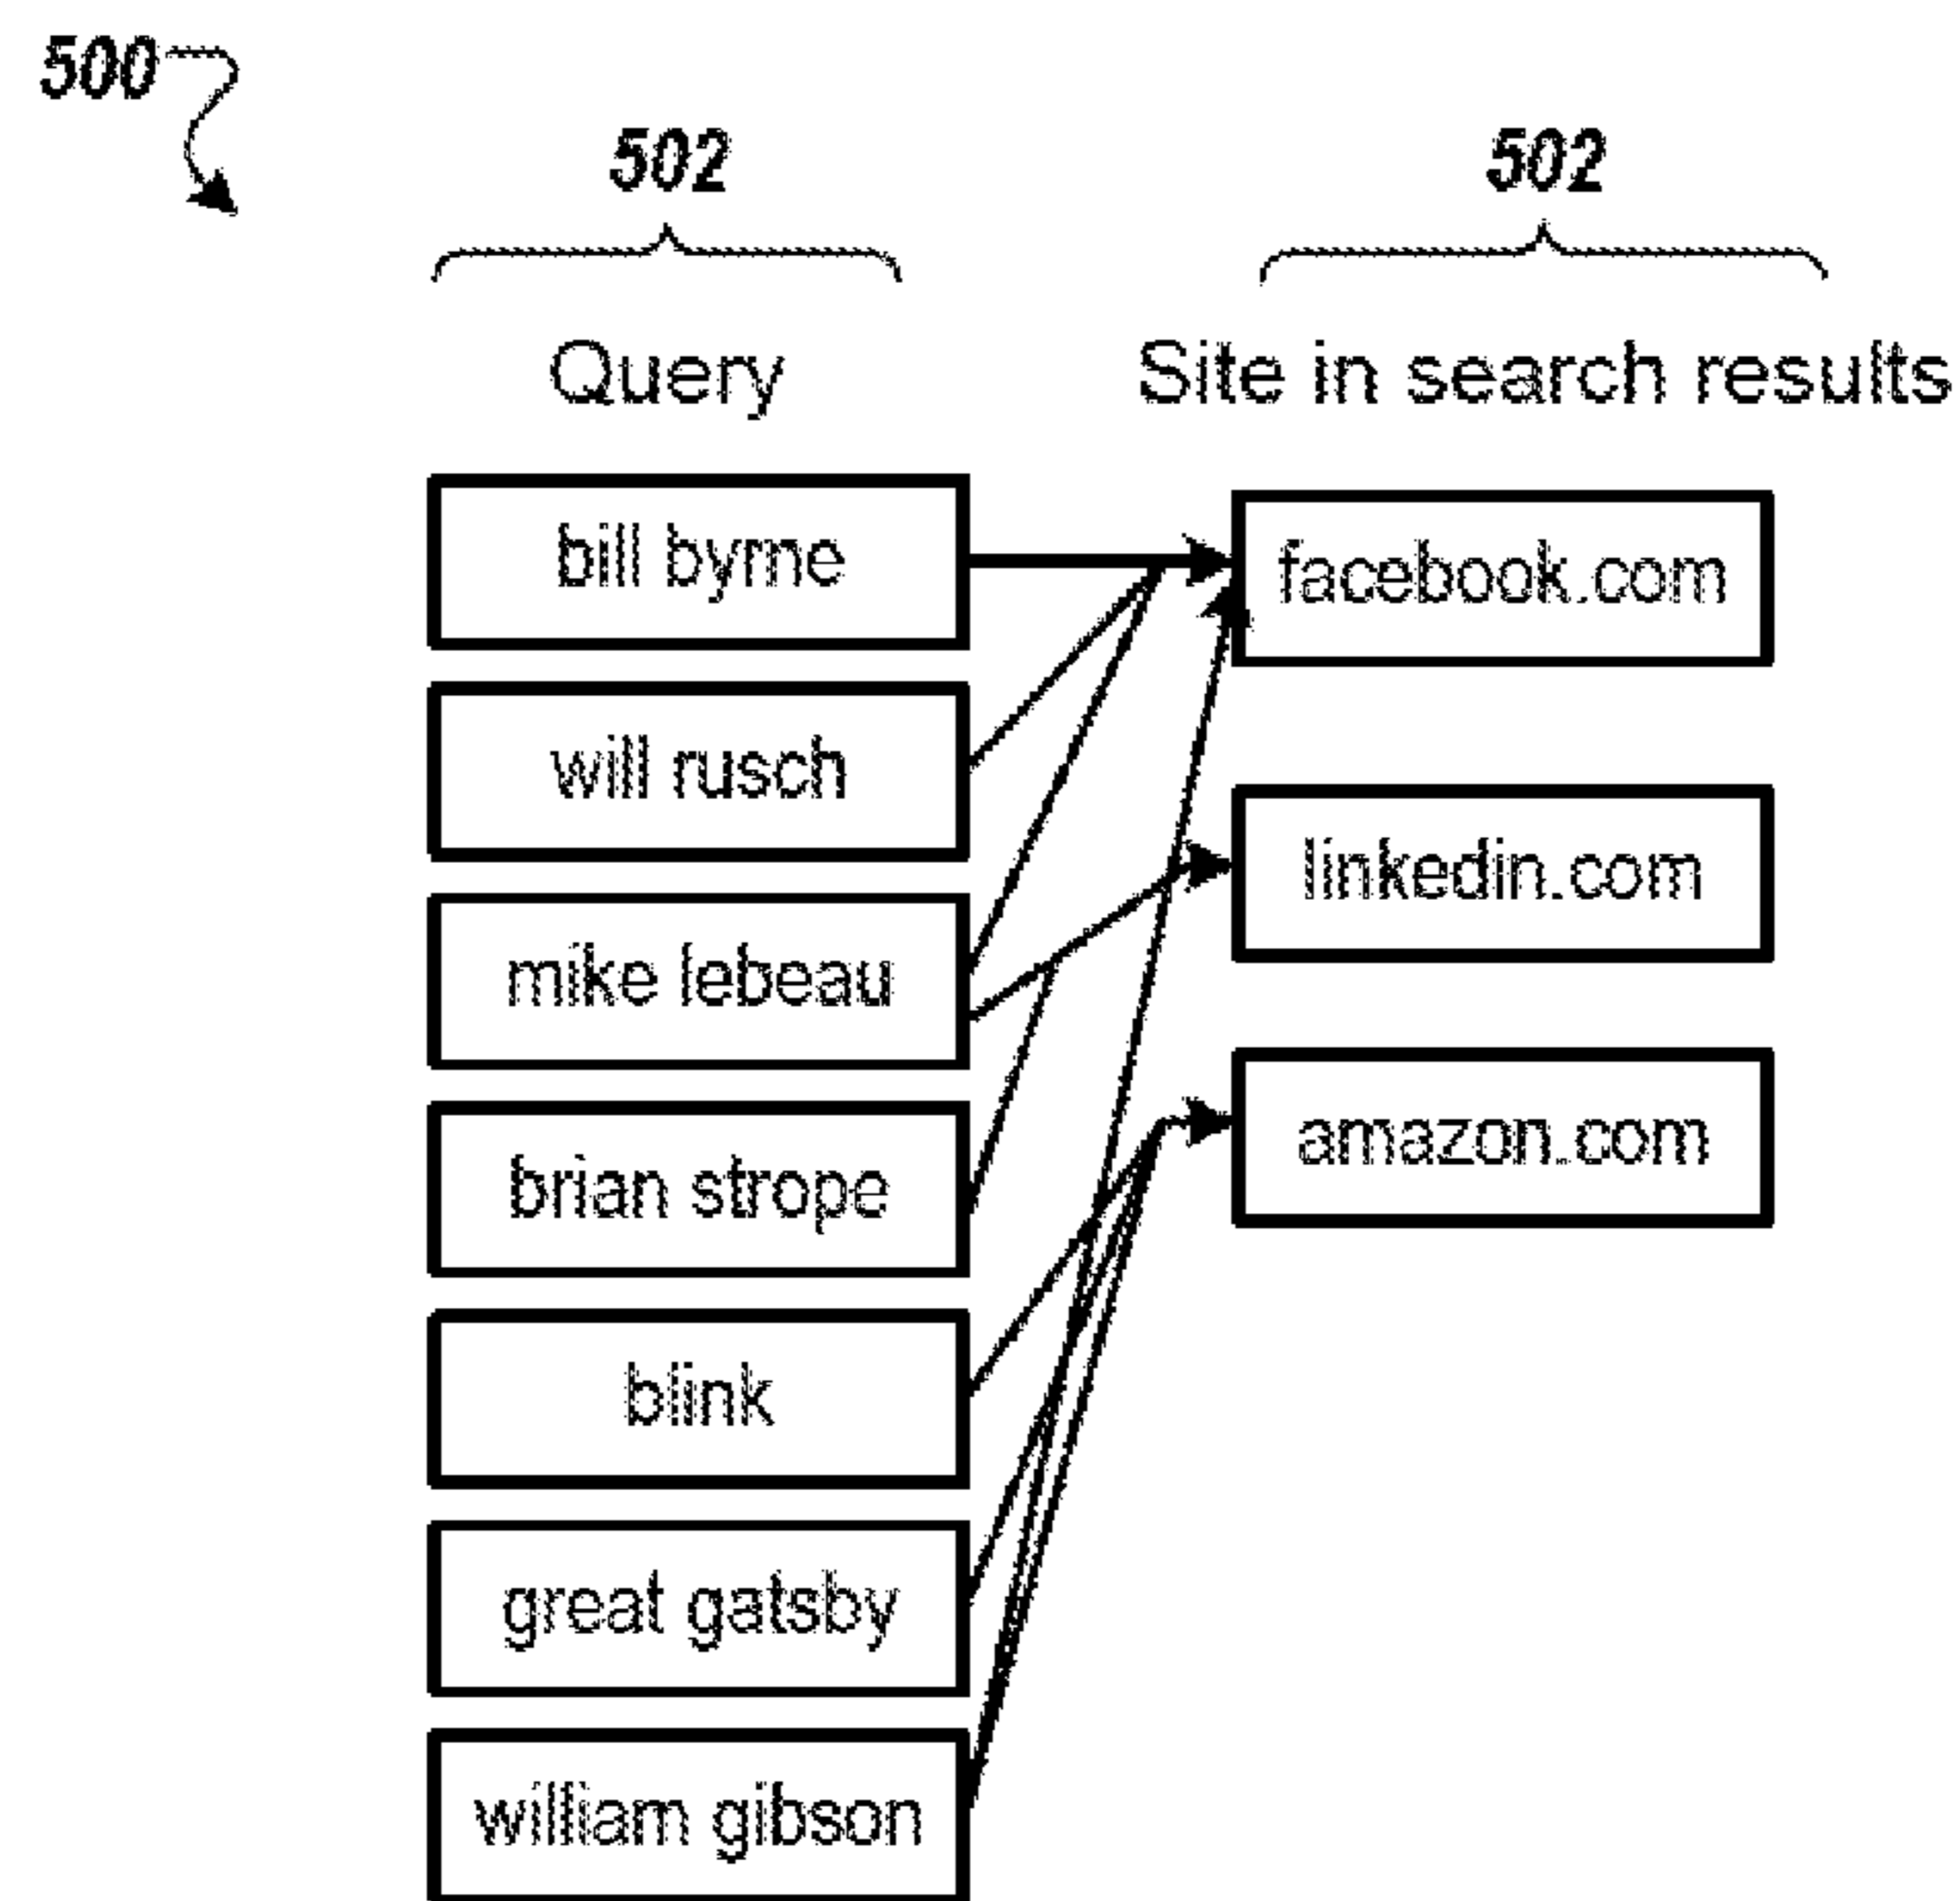 500
502 502
Query Site in search results
bill byrne
facebook.com
will rusch
linkedin.com
mike lebeau
amazon.com
brian strope
blink
great gatsby
william gibson